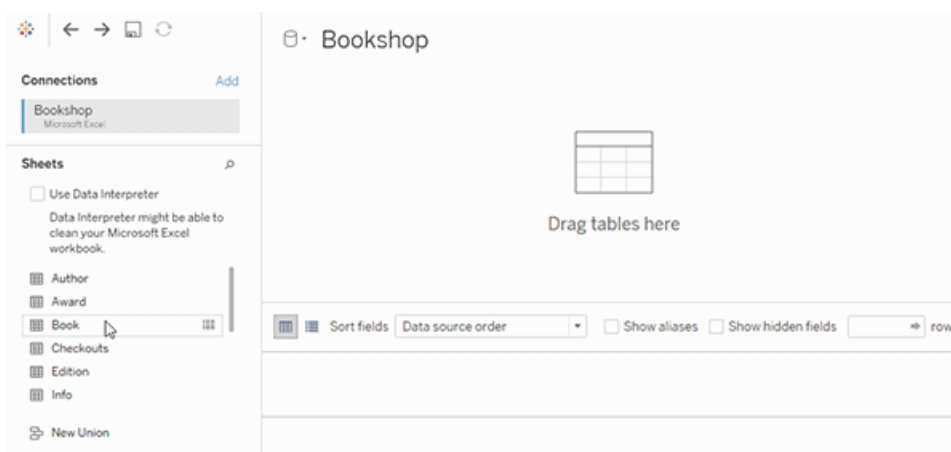 Bookshop
Connections Add
Bookshop
Microsoft Excel
Sheets
Use Data Interpreter
Data Interpreter might be able to
clean your Microsoft Excel
workbook.
Author
Award
Book
Checkouts
Edition
Info
New Union
Drag tables here
Sort fields Data source order Show aliases Show hidden fields row